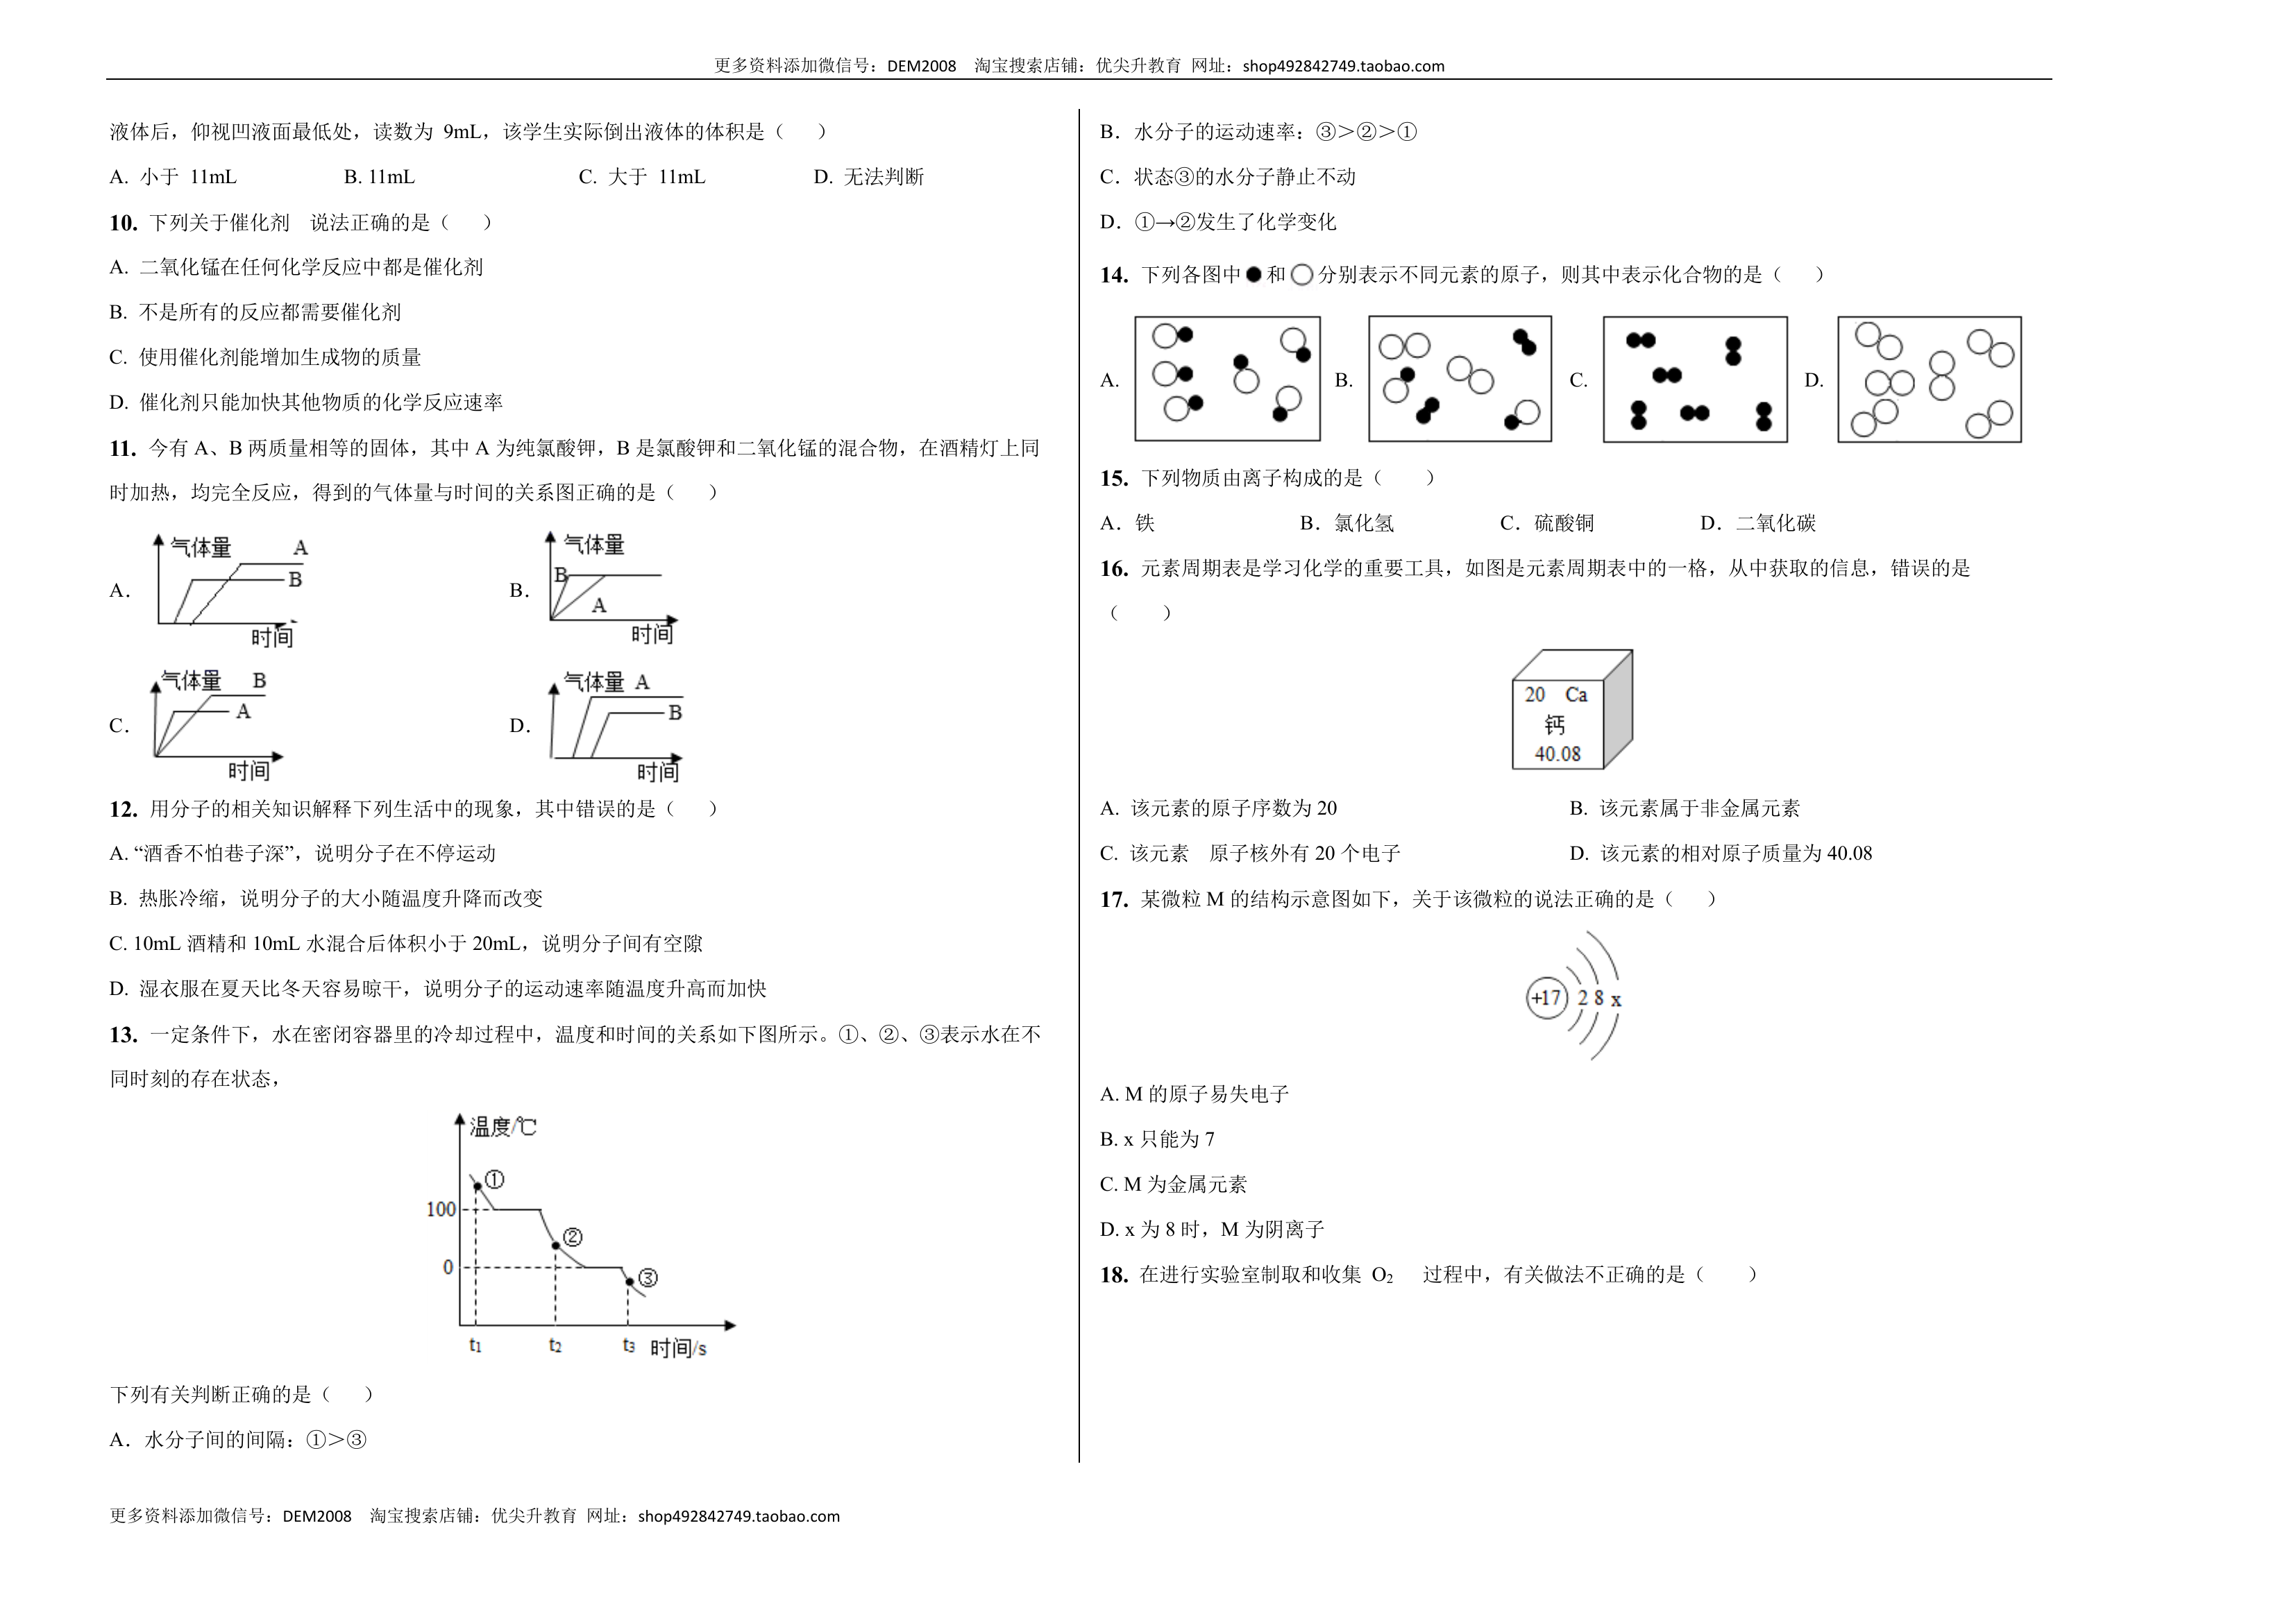 更多资料添加微信号：DEM2008 淘宝搜索店铺：优尖升教育 网址：shop492842749.taobao.com
液体后，仰视凹液面最低处，读数为 9mL，该学生实际倒出液体的体积是（ ）
A. 小于 11mL B. 11mL C. 大于 11mL D. 无法判断
10. 下列关于催化剂 说法正确的是（ ）
A. 二氧化锰在任何化学反应中都是催化剂
B. 不是所有的反应都需要催化剂
C. 使用催化剂能增加生成物的质量
D. 催化剂只能加快其他物质的化学反应速率
11. 今有 A、B 两质量相等的固体，其中 A 为纯氯酸钾，B 是氯酸钾和二氧化锰的混合物，在酒精灯上同
时加热，均完全反应，得到的气体量与时间的关系图正确的是（ ）
A.
气体量 A
B
时间
B.
气体量
B
A
时间
C.
气体量 B
A
时间
D.
气体量 A
B
时间
12. 用分子的相关知识解释下列生活中的现象，其中错误的是（ ）
A. “酒香不怕巷子深”，说明分子在不停运动
B. 热胀冷缩，说明分子的大小随温度升降而改变
C. 10mL 酒精和 10mL 水混合后体积小于 20mL，说明分子间有空隙
D. 湿衣服在夏天比冬天容易晾干，说明分子的运动速率随温度升高而加快
13. 一定条件下，水在密闭容器里的冷却过程中，温度和时间的关系如下图所示。①、②、③表示水在不
同时刻的存在状态，
温度/℃
①
100
②
0
③
t1 t2 t3 时间/s
下列有关判断正确的是（ ）
A．水分子间的间隔：①＞③
B．水分子的运动速率：③＞②＞①
C．状态③的水分子静止不动
D．①→②发生了化学变化
14. 下列各图中●和○分别表示不同元素的原子，则其中表示化合物的是（ ）
A. B. C. D.
15. 下列物质由离子构成的是（ ）
A．铁 B．氯化氢 C．硫酸铜 D．二氧化碳
16. 元素周期表是学习化学的重要工具，如图是元素周期表中的一格，从中获取的信息，错误的是
（ ）
20 Ca
钙
40.08
A. 该元素的原子序数为 20 B. 该元素属于非金属元素
C. 该元素 原子核外有 20 个电子 D. 该元素的相对原子质量为 40.08
17. 某微粒 M 的结构示意图如下，关于该微粒的说法正确的是（ ）
+17 2 8 x
A. M 的原子易失电子
B. x 只能为 7
C. M 为金属元素
D. x 为 8 时，M 为阴离子
18. 在进行实验室制取和收集 O₂ 过程中，有关做法不正确的是（ ）
更多资料添加微信号：DEM2008 淘宝搜索店铺：优尖升教育 网址：shop492842749.taobao.com